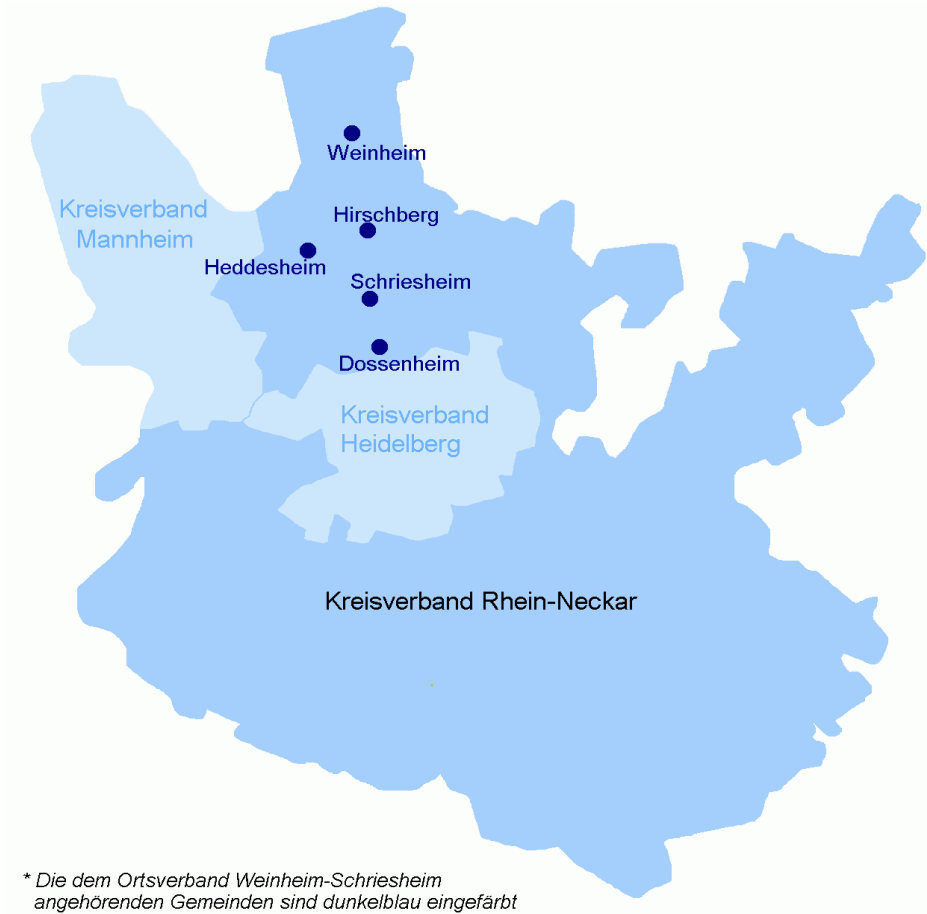 Weinheim
Kreisverband
Mannheim
Hirschberg
Heddesheim
Schriesheim
Dossenheim
Kreisverband
Heidelberg
Kreisverband Rhein-Neckar
* Die dem Ortsverband Weinheim-Schriesheim
angehörenden Gemeinden sind dunkelblau eingefärbt